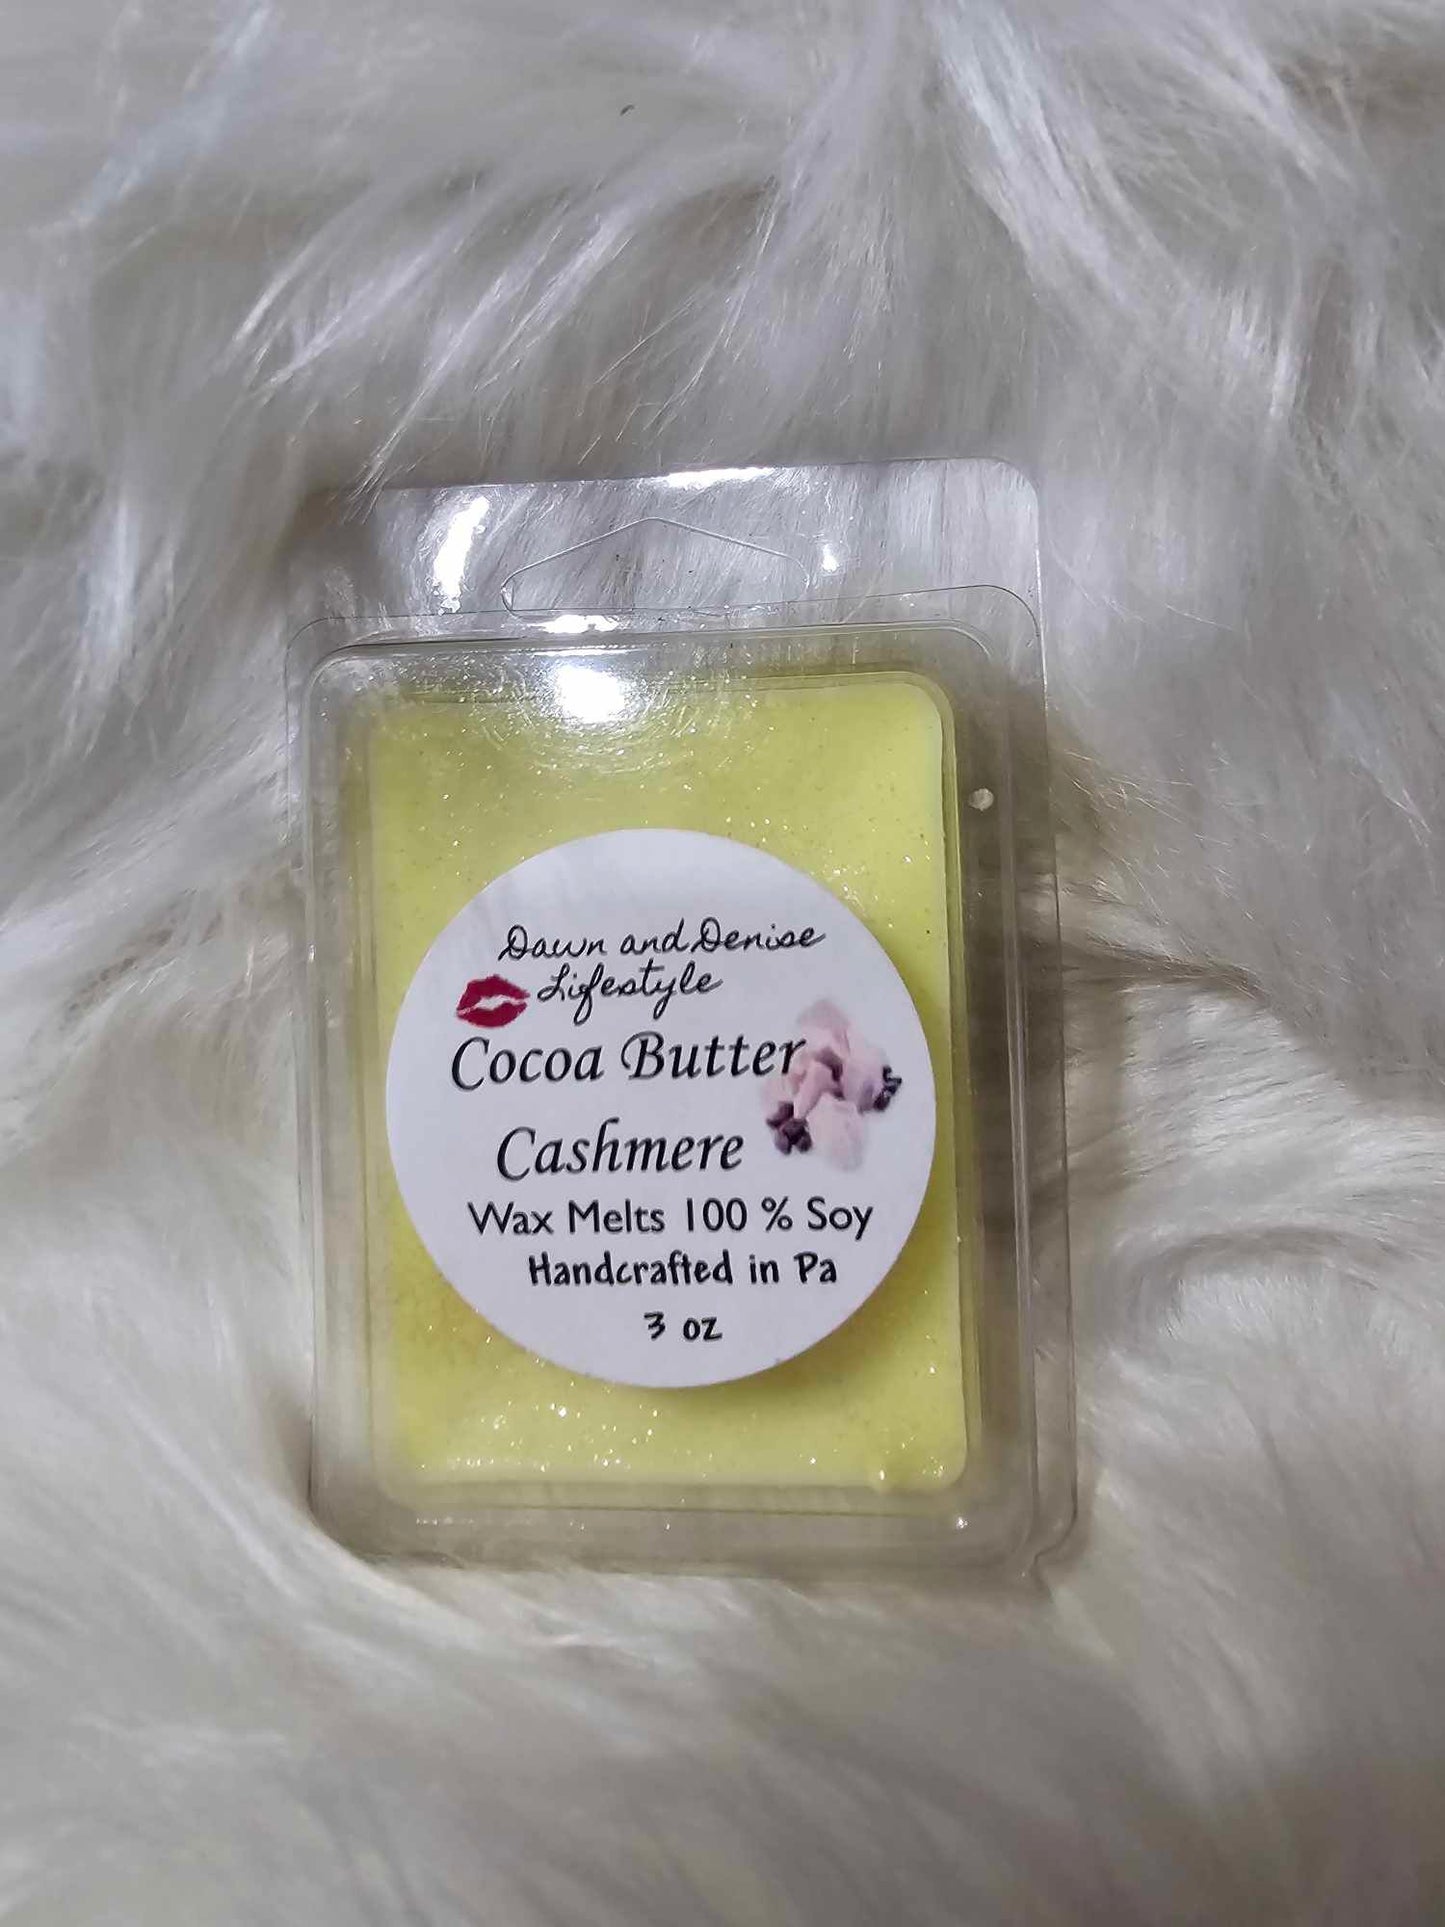 Dawn and Denise
Lifestyle
Cocoa Butter
Cashmere
Wax Melts 100 % Soy
Handcrafted in Pa
3 oz